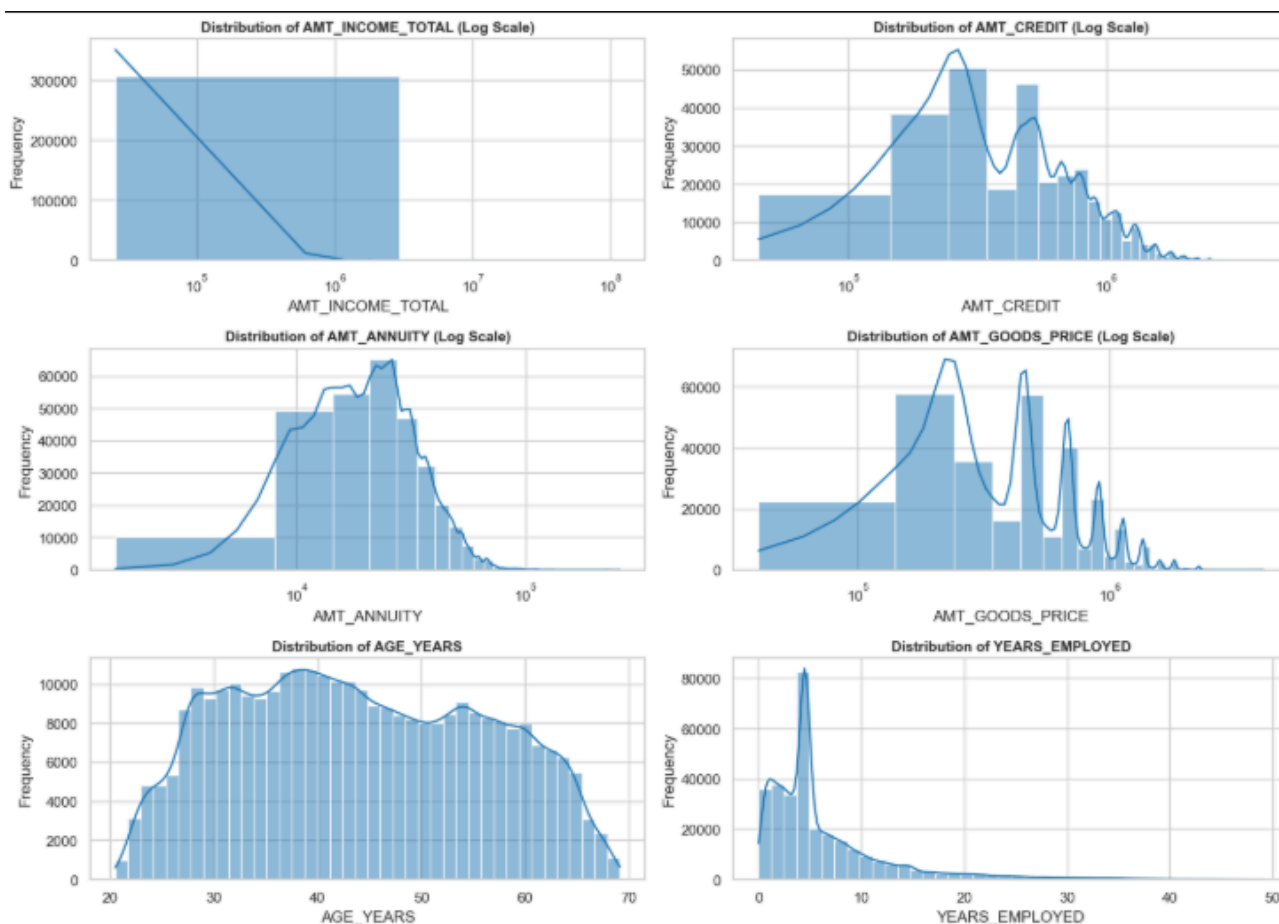 Distribution of AMT_INCOME_TOTAL (Log Scale)
300000
200000
100000
0
Frequency
10^5 10^6 10^7 10^8
AMT_INCOME_TOTAL
Distribution of AMT_CREDIT (Log Scale)
50000
40000
30000
20000
10000
0
Frequency
10^5 10^6
AMT_CREDIT
Distribution of AMT_ANNUITY (Log Scale)
60000
50000
40000
30000
20000
10000
0
Frequency
10^4 10^5
AMT_ANNUITY
Distribution of AMT_GOODS_PRICE (Log Scale)
60000
40000
20000
0
Frequency
10^5 10^6
AMT_GOODS_PRICE
Distribution of AGE_YEARS
10000
8000
6000
4000
2000
0
Frequency
20 30 40 50 60 70
AGE_YEARS
Distribution of YEARS_EMPLOYED
80000
60000
40000
20000
0
Frequency
0 10 20 30 40 50
YEARS_EMPLOYED